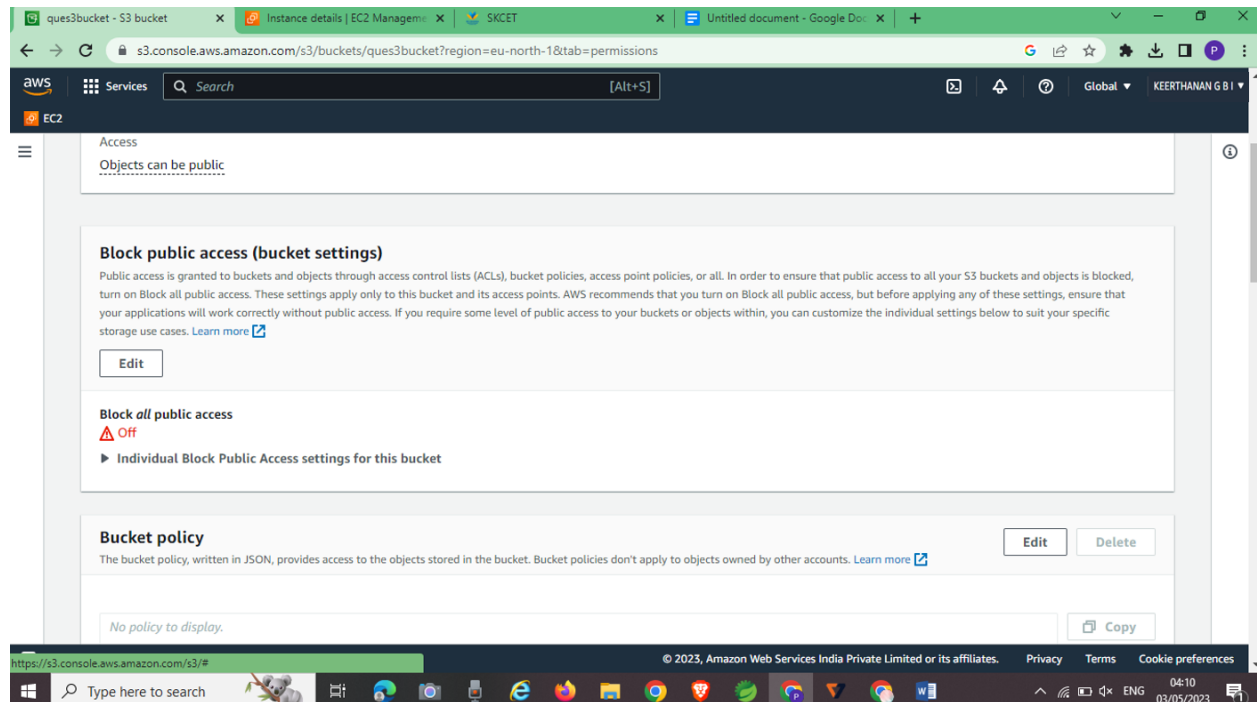 ques3bucket - S3 bucket
Instance details | EC2 Manageme
SKCET
Untitled document - Google Doc
s3.console.aws.amazon.com/s3/buckets/ques3bucket?region=eu-north-1&tab=permissions
G
P
aws
Services
Search
[Alt+S]
Global
KEERTHANAN G B I
EC2
Access
Objects can be public
Block public access (bucket settings)
Public access is granted to buckets and objects through access control lists (ACLs), bucket policies, access point policies, or all. In order to ensure that public access to all your S3 buckets and objects is blocked,
turn on Block all public access. These settings apply only to this bucket and its access points. AWS recommends that you turn on Block all public access, but before applying any of these settings, ensure that
your applications will work correctly without public access. If you require some level of public access to your buckets or objects within, you can customize the individual settings below to suit your specific
storage use cases. Learn more
Edit
Block all public access
Off
Individual Block Public Access settings for this bucket
Bucket policy
The bucket policy, written in JSON, provides access to the objects stored in the bucket. Bucket policies don't apply to objects owned by other accounts. Learn more
Edit
Delete
No policy to display.
Copy
https://s3.console.aws.amazon.com/s3/#
© 2023, Amazon Web Services India Private Limited or its affiliates.
Privacy
Terms
Cookie preferences
Type here to search
ENG
04:10
03/05/2023